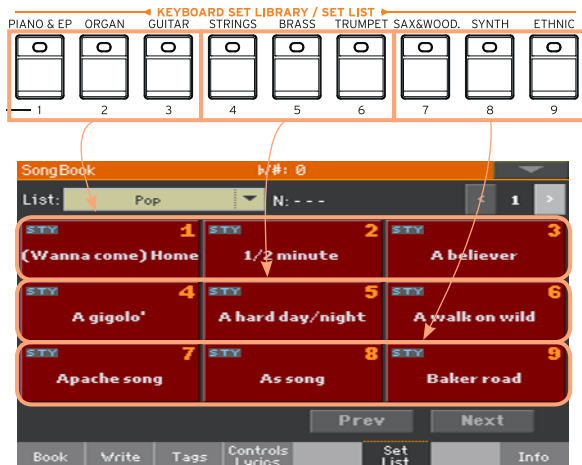 KEYBOARD SET LIBRARY / SET LIST
PIANO & EP ORGAN GUITAR STRINGS BRASS TRUMPET SAX&WOOD. SYNTH ETHNIC
1 2 3 4 5 6 7 8 9
SongBook ♭/#: 0
List: Pop N: --- < 1 >
STY 1 STY 2 STY 3
(Wanna come) Home 1/2 minute A believer
STY 4 STY 5 STY 6
A gigolo' A hard day/night A walk on wild
STY 7 STY 8 STY 9
Apache song As song Baker road
Prev Next
Book Write Tags Controls Lyrics Set List Info